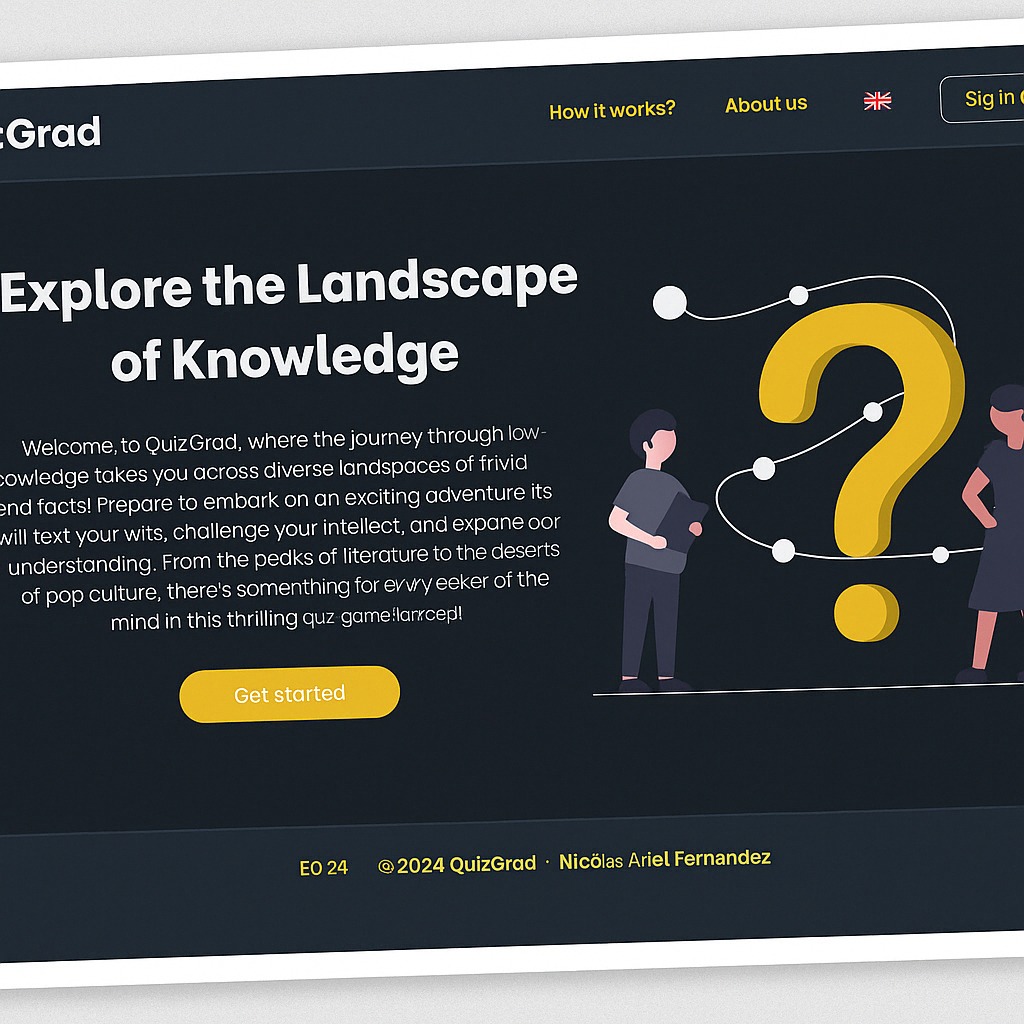 :Grad
How it works?
About us
Sig in
Explore the Landscape
of Knowledge
Welcome, to QuizGrad, where the journey through low-
cowledge takes you across diverse landspaces of frivid
end facts! Prepare to embark on an exciting adventure its
will text your wits, challenge your intellect, and expane oor
understanding. From the pedks of literature to the deserts
of pop culture, there's somenthing for eeker of the
mind in this thrilling quz game
Get started
EO 24 @ 2024 QuizGrad · Nicölas Ariel Fernandez